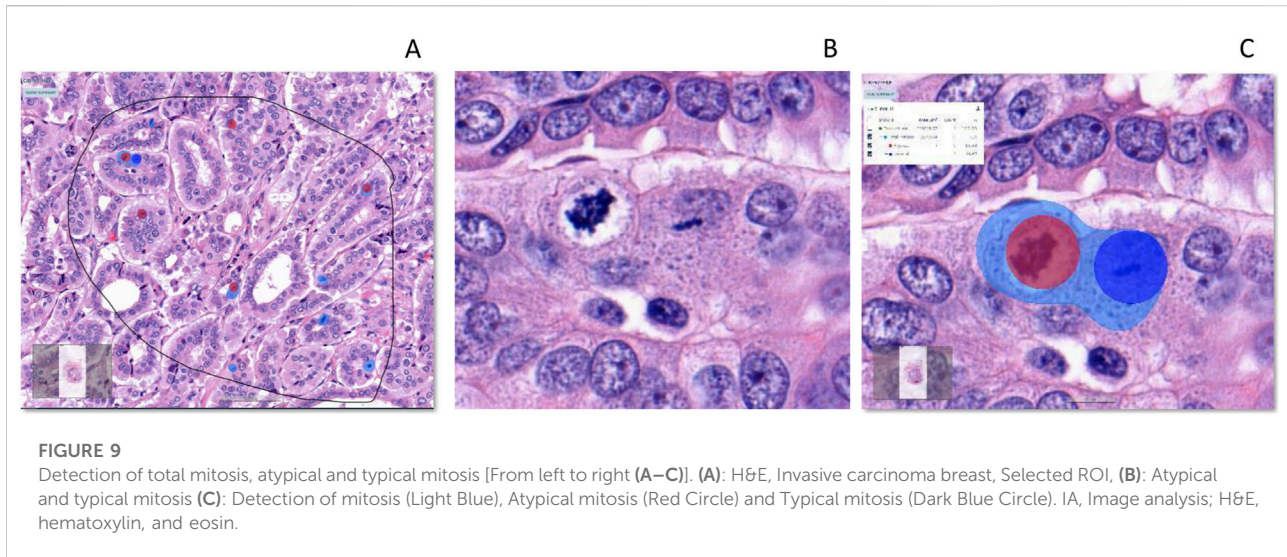 A
B
C
FIGURE 9
Detection of total mitosis, atypical and typical mitosis [From left to right (A–C)]. (A): H&E, Invasive carcinoma breast, Selected ROI, (B): Atypical
and typical mitosis (C): Detection of mitosis (Light Blue), Atypical mitosis (Red Circle) and Typical mitosis (Dark Blue Circle). IA, Image analysis; H&E,
hematoxylin, and eosin.